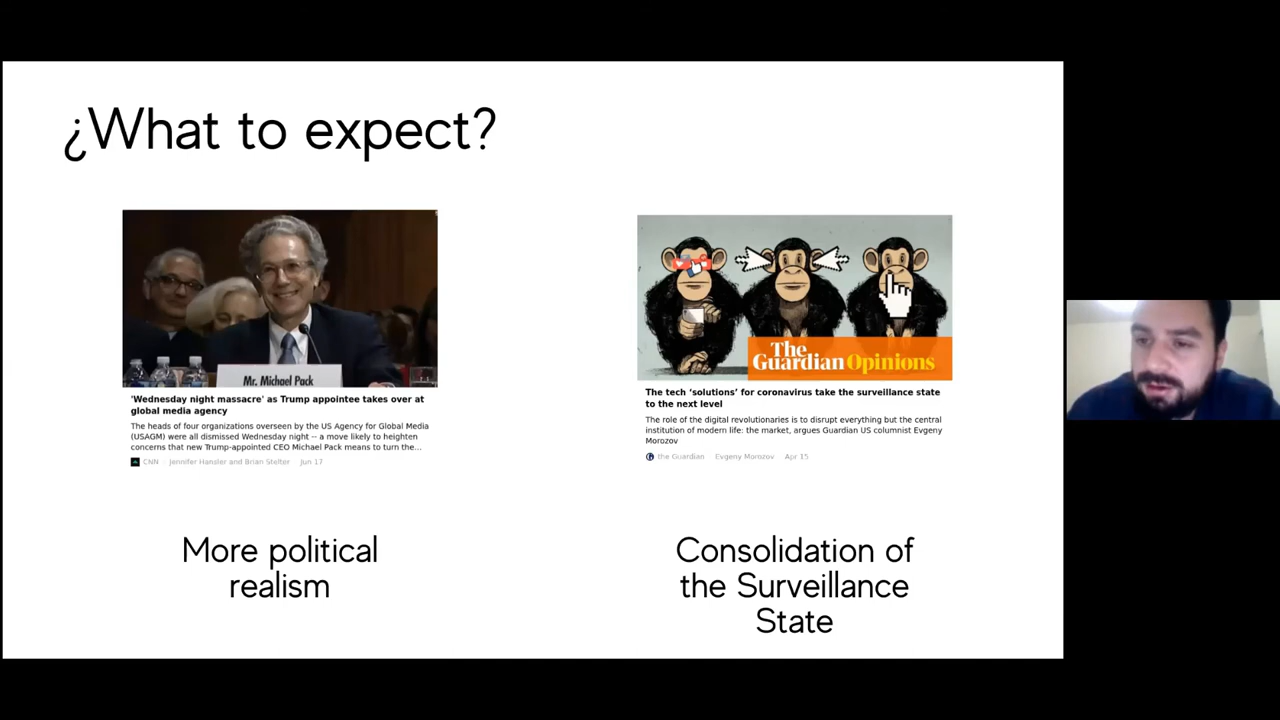 ¿What to expect?
Mr. Michael Pack
'Wednesday night massacre' as Trump appointee takes over at
global media agency
The heads of four organizations overseen by the US Agency for Global Media
(USAGM) were all dismissed Wednesday night -- a move likely to heighten
concerns that new Trump-appointed CEO Michael Pack means to turn the...
CNN · Jennifer Hansler and Brian Stelter · Jun 17
More political
realism
The
Guardian Opinions
The tech ‘solutions’ for coronavirus take the surveillance state
to the next level
The role of the digital revolutionaries is to disrupt everything but the central
institution of modern life: the market, argues Guardian US columnist Evgeny
Morozov
the Guardian · Evgeny Morozov · Apr 15
Consolidation of
the Surveillance
State